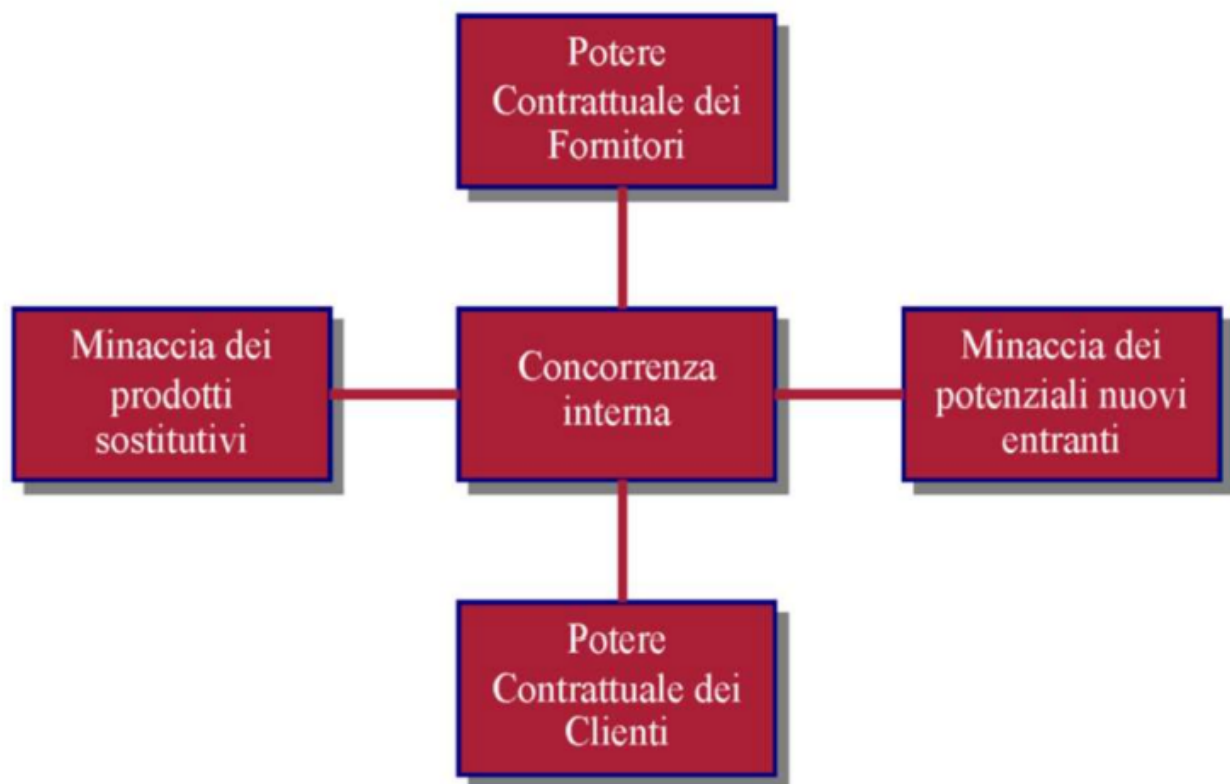 Potere
Contrattuale dei
Fornitori
Minaccia dei
prodotti
sostitutivi
Concorrenza
interna
Minaccia dei
potenziali nuovi
entranti
Potere
Contrattuale dei
Clienti